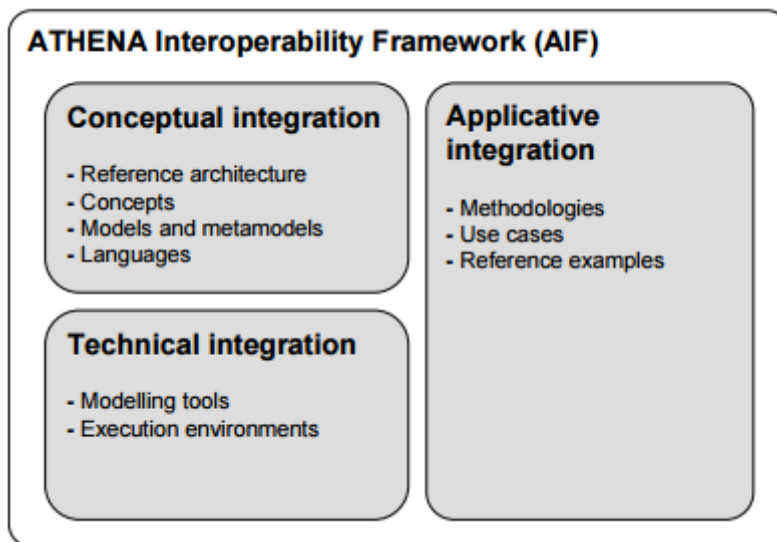 ATHENA Interoperability Framework (AIF)
Conceptual integration
- Reference architecture
- Concepts
- Models and metamodels
- Languages
Technical integration
- Modelling tools
- Execution environments
Applicative
integration
- Methodologies
- Use cases
- Reference examples